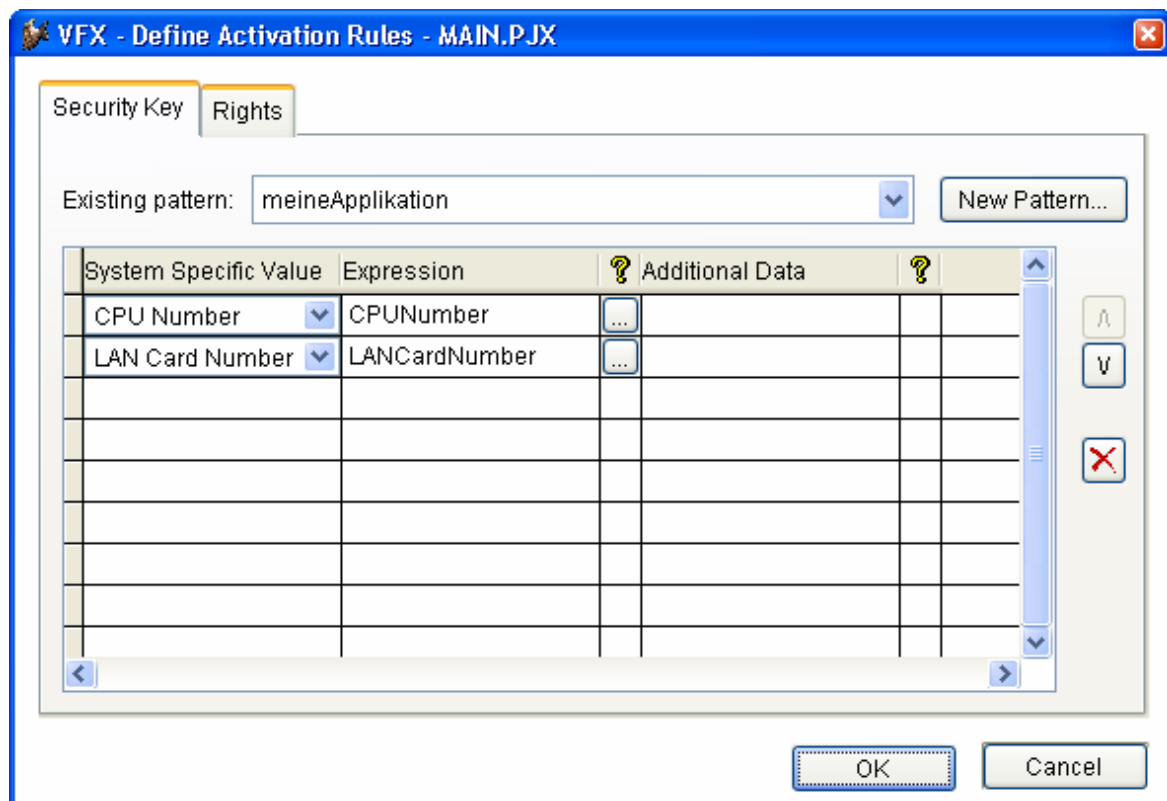 VFX - Define Activation Rules - MAIN.PJX
Security Key Rights
Existing pattern: meineApplikation New Pattern...
System Specific Value Expression ? Additional Data ?
CPU Number CPUNumber ...
LAN Card Number LANCardNumber ...
OK Cancel